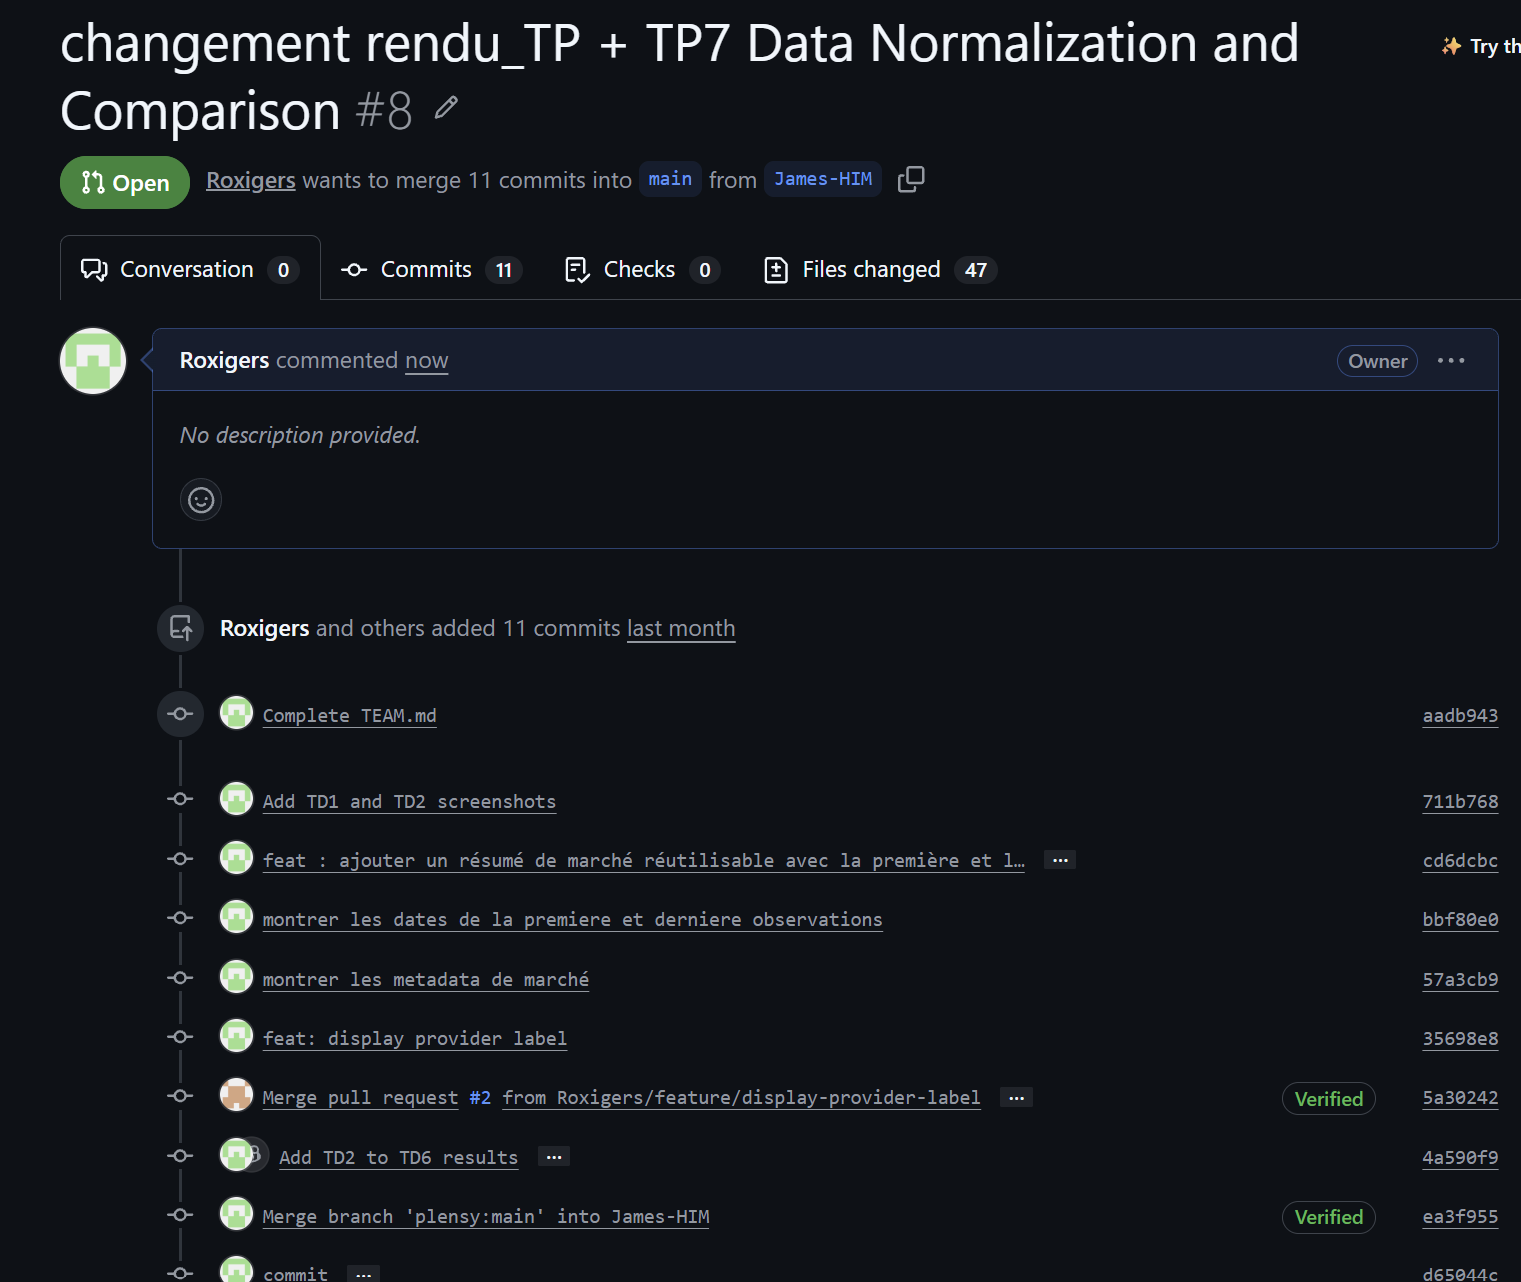 changement rendu_TP + TP7 Data Normalization and
Comparison #8
Try th
Open
Roxigers wants to merge 11 commits into main from James-HIM
Conversation 0
Commits 11
Checks 0
Files changed 47
Roxigers commented now
Owner
No description provided.
Roxigers and others added 11 commits last month
Complete TEAM.md
aadb943
Add TD1 and TD2 screenshots
711b768
feat : ajouter un résumé de marché réutilisable avec la première et l…
cd6dcbc
montrer les dates de la premiere et derniere observations
bbf80e0
montrer les metadata de marché
57a3cb9
feat: display provider label
35698e8
Merge pull request #2 from Roxigers/feature/display-provider-label
Verified
5a30242
Add TD2 to TD6 results
4a590f9
Merge branch 'plensy:main' into James-HIM
Verified
ea3f955
commit
d65044c